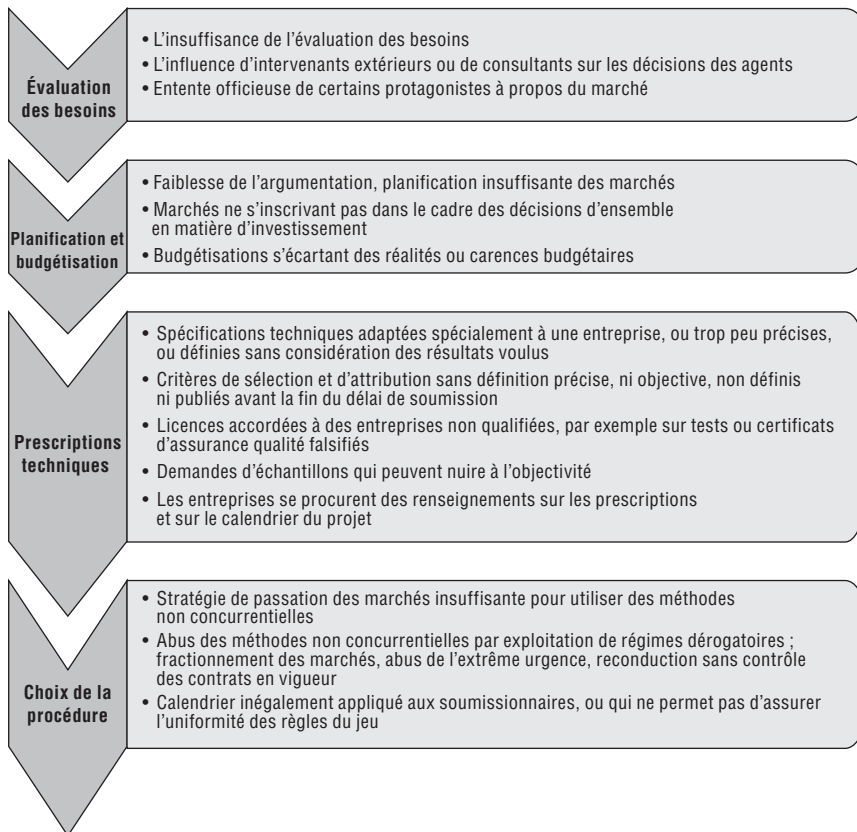 Évaluation
des besoins
• L'insuffisance de l'évaluation des besoins
• L'influence d'intervenants extérieurs ou de consultants sur les décisions des agents
• Entente officieuse de certains protagonistes à propos du marché
Planification et
budgétisation
• Faiblesse de l'argumentation, planification insuffisante des marchés
• Marchés ne s'inscrivant pas dans le cadre des décisions d'ensemble
en matière d'investissement
• Budgétisations s'écartant des réalités ou carences budgétaires
Prescriptions
techniques
• Spécifications techniques adaptées spécialement à une entreprise, ou trop peu précises,
ou définies sans considération des résultats voulus
• Critères de sélection et d'attribution sans définition précise, ni objective, non définis
ni publiés avant la fin du délai de soumission
• Licences accordées à des entreprises non qualifiées, par exemple sur tests ou certificats
d'assurance qualité falsifiés
• Demandes d'échantillons qui peuvent nuire à l'objectivité
• Les entreprises se procurent des renseignements sur les prescriptions
et sur le calendrier du projet
Choix de la
procédure
• Stratégie de passation des marchés insuffisante pour utiliser des méthodes
non concurrentielles
• Abus des méthodes non concurrentielles par exploitation de régimes dérogatoires ;
fractionnement des marchés, abus de l'extrême urgence, reconduction sans contrôle
des contrats en vigueur
• Calendrier inégalement appliqué aux soumissionnaires, ou qui ne permet pas d'assurer
l'uniformité des règles du jeu